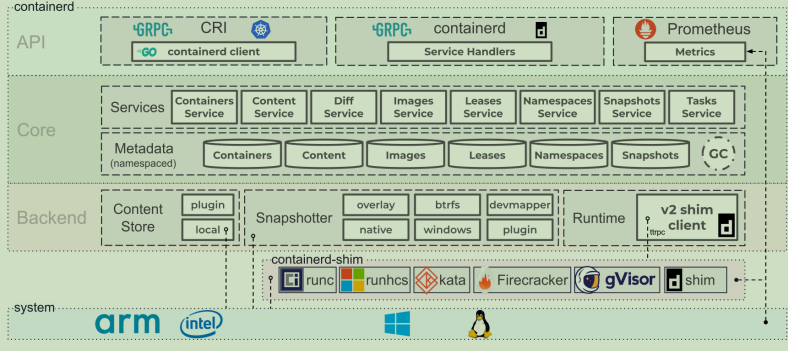 containerd
API
gRPC CRI
GO containerd client
gRPC containerd
Service Handlers
Prometheus
Metrics
Core
Services
Containers Service
Content Service
Diff Service
Images Service
Leases Service
Namespaces Service
Snapshots Service
Tasks Service
Metadata
(namespaced)
Containers
Content
Images
Leases
Namespaces
Snapshots
GC
Backend
Content
Store
plugin
local
Snapshotter
overlay
btrfs
devmapper
native
windows
plugin
Runtime
v2 shim
client
ttrpc
d
containerd-shim
runc
runhcs
kata
Firecracker
gVisor
shim
system
arm
intel